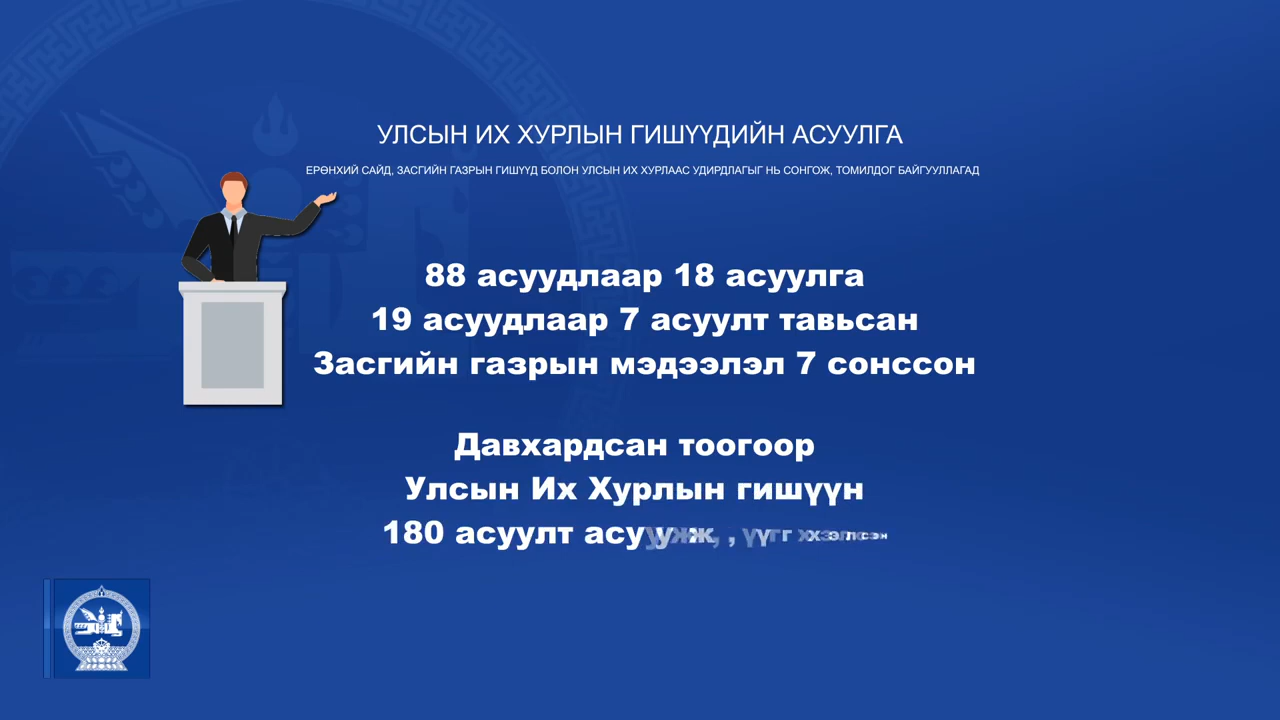 УЛСЫН ИХ ХУРЛЫН ГИШҮҮДИЙН АСУУЛГА
ЕРӨНХИЙ САЙД, ЗАСГИЙН ГАЗРЫН ГИШҮҮД БОЛОН УЛСЫН ИХ ХУРЛААС УДИРДЛАГЫГ НЬ СОНГОЖ, ТОМИЛДОГ БАЙГУУЛЛАГАД
88 асуудлаар 18 асуулга
19 асуудлаар 7 асуулт тавьсан
Засгийн газрын мэдээлэл 7 сонссон
Давхардсан тоогоор
Улсын Их Хурлын гишүүн
180 асуулт